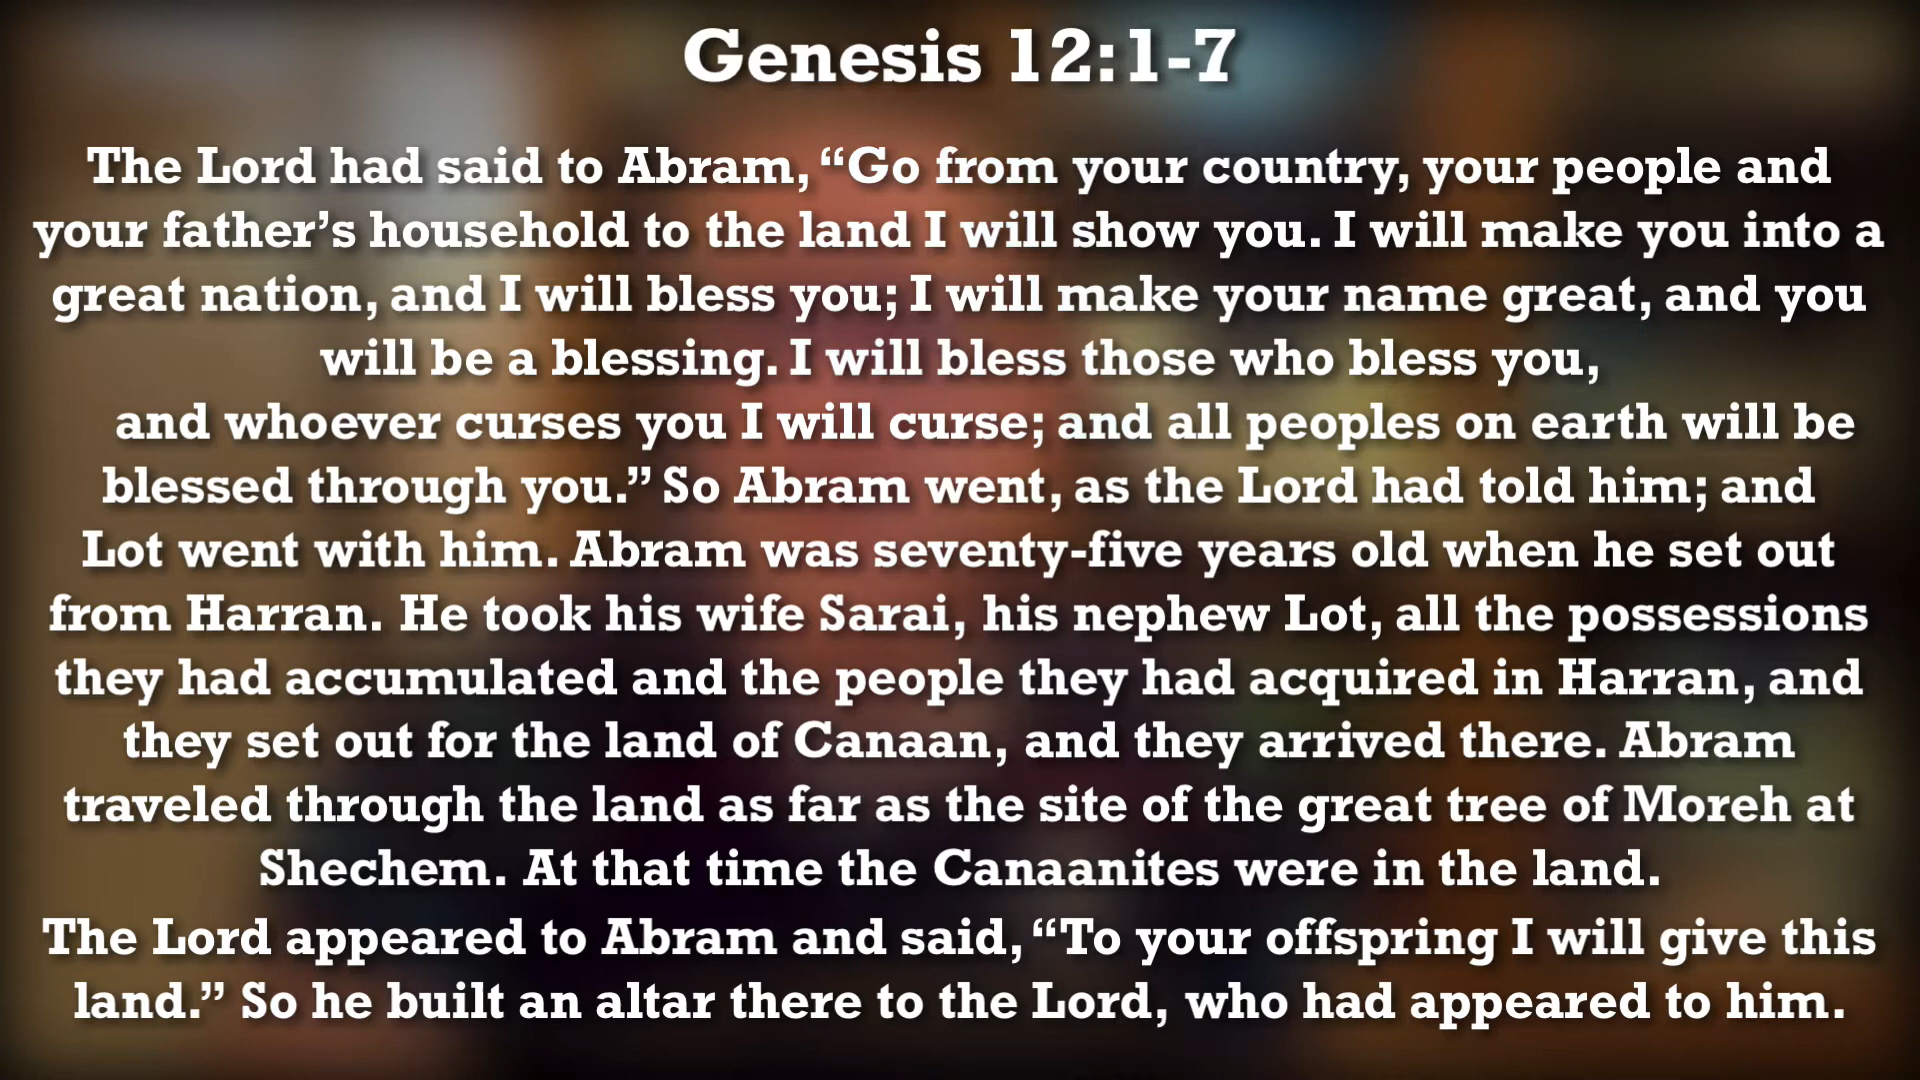 Genesis 12:1-7
The Lord had said to Abram, “Go from your country, your people and
your father’s household to the land I will show you. I will make you into a
great nation, and I will bless you; I will make your name great, and you
will be a blessing. I will bless those who bless you,
and whoever curses you I will curse; and all peoples on earth will be
blessed through you.” So Abram went, as the Lord had told him; and
Lot went with him. Abram was seventy-five years old when he set out
from Harran. He took his wife Sarai, his nephew Lot, all the possessions
they had accumulated and the people they had acquired in Harran, and
they set out for the land of Canaan, and they arrived there. Abram
traveled through the land as far as the site of the great tree of Moreh at
Shechem. At that time the Canaanites were in the land.
The Lord appeared to Abram and said, “To your offspring I will give this
land.” So he built an altar there to the Lord, who had appeared to him.